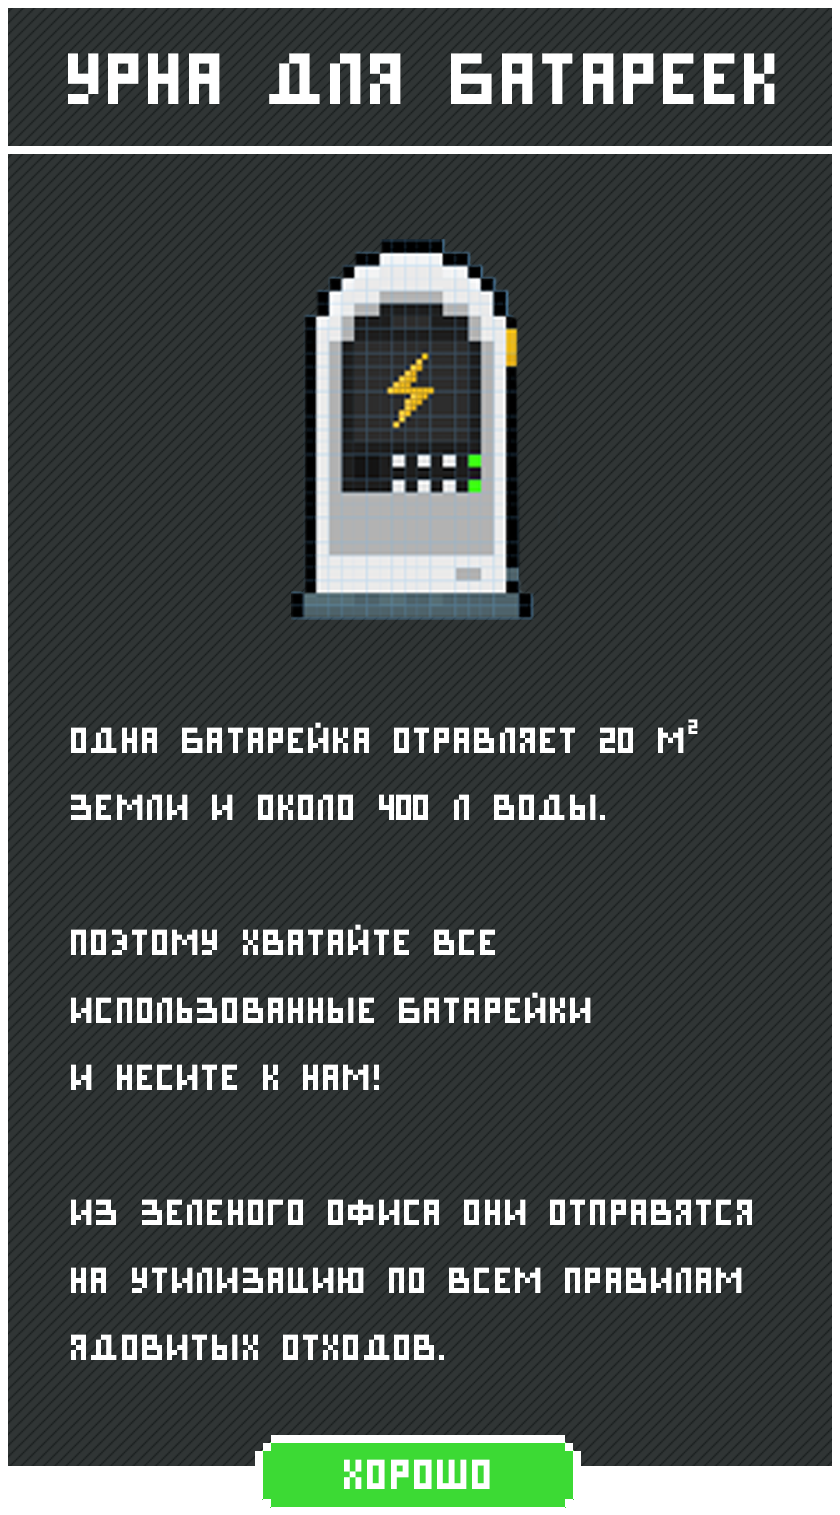 УРНА ДЛЯ БАТАРЕЕК
ОДНА БАТАРЕЙКА ОТРАВЛЯЕТ 20 М²
ЗЕМЛИ И ОКОЛО 400 Л ВОДЫ.
ПОЭТОМУ ХВАТАЙТЕ ВСЕ
ИСПОЛЬЗОВАННЫЕ БАТАРЕЙКИ
И НЕСИТЕ К НАМ!
ИЗ ЗЕЛЕНОГО ОФИСА ОНИ ОТПРАВЯТСЯ
НА УТИЛИЗАЦИЮ ПО ВСЕМ ПРАВИЛАМ
ЯДОВИТЫХ ОТХОДОВ.
ХОРОШО